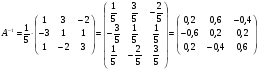 A⁻¹ = 1/5 · ( 1 3 −2 ; −3 1 1 ; 1 −2 3 ) = ( 1/5 3/5 −2/5 ; −3/5 1/5 1/5 ; 1/5 −2/5 3/5 ) = ( 0,2 0,6 −0,4 ; −0,6 0,2 0,2 ; 0,2 −0,4 0,6 )